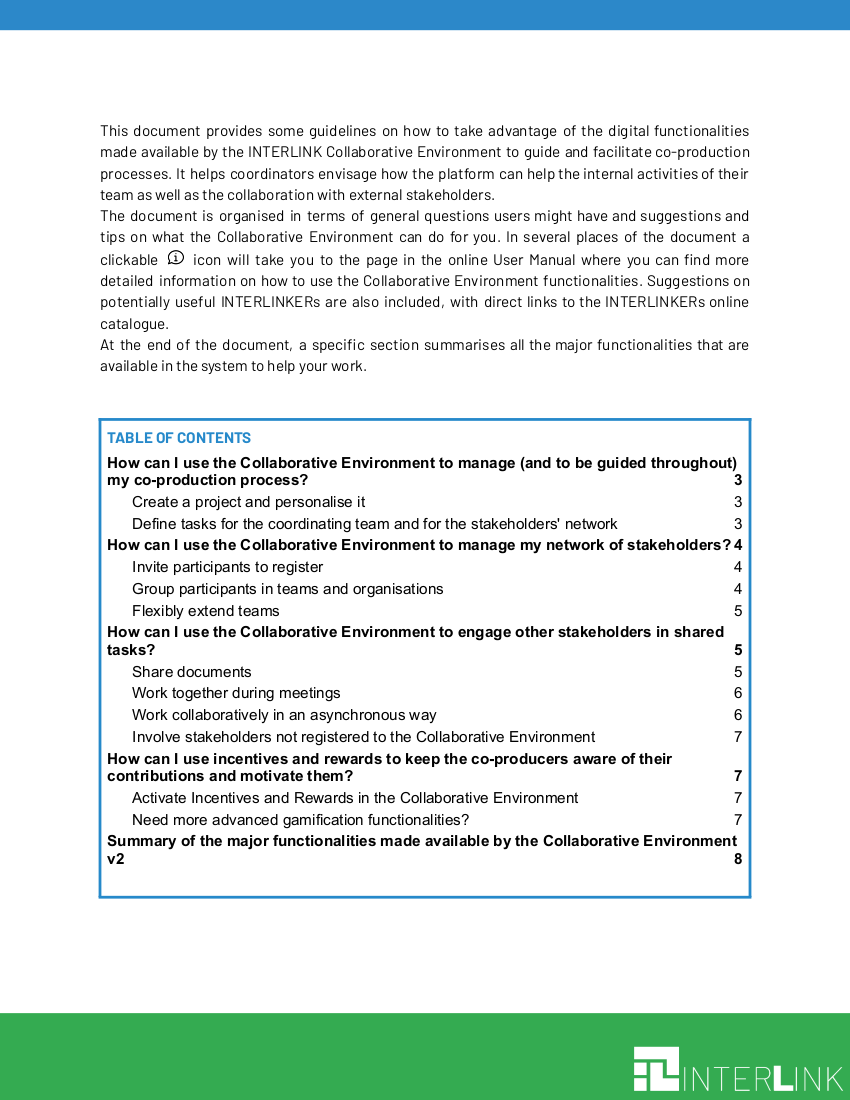 This document provides some guidelines on how to take advantage of the digital functionalities
made available by the INTERLINK Collaborative Environment to guide and facilitate co-production
processes. It helps coordinators envisage how the platform can help the internal activities of their
team as well as the collaboration with external stakeholders.
The document is organised in terms of general questions users might have and suggestions and
tips on what the Collaborative Environment can do for you. In several places of the document a
clickable icon will take you to the page in the online User Manual where you can find more
detailed information on how to use the Collaborative Environment functionalities. Suggestions on
potentially useful INTERLINKERs are also included, with direct links to the INTERLINKERs online
catalogue.
At the end of the document, a specific section summarises all the major functionalities that are
available in the system to help your work.
TABLE OF CONTENTS
How can I use the Collaborative Environment to manage (and to be guided throughout)
my co-production process? 3
Create a project and personalise it 3
Define tasks for the coordinating team and for the stakeholders' network 3
How can I use the Collaborative Environment to manage my network of stakeholders? 4
Invite participants to register 4
Group participants in teams and organisations 4
Flexibly extend teams 5
How can I use the Collaborative Environment to engage other stakeholders in shared
tasks? 5
Share documents 5
Work together during meetings 6
Work collaboratively in an asynchronous way 6
Involve stakeholders not registered to the Collaborative Environment 7
How can I use incentives and rewards to keep the co-producers aware of their
contributions and motivate them? 7
Activate Incentives and Rewards in the Collaborative Environment 7
Need more advanced gamification functionalities? 7
Summary of the major functionalities made available by the Collaborative Environment
v2 8
INTERLINK